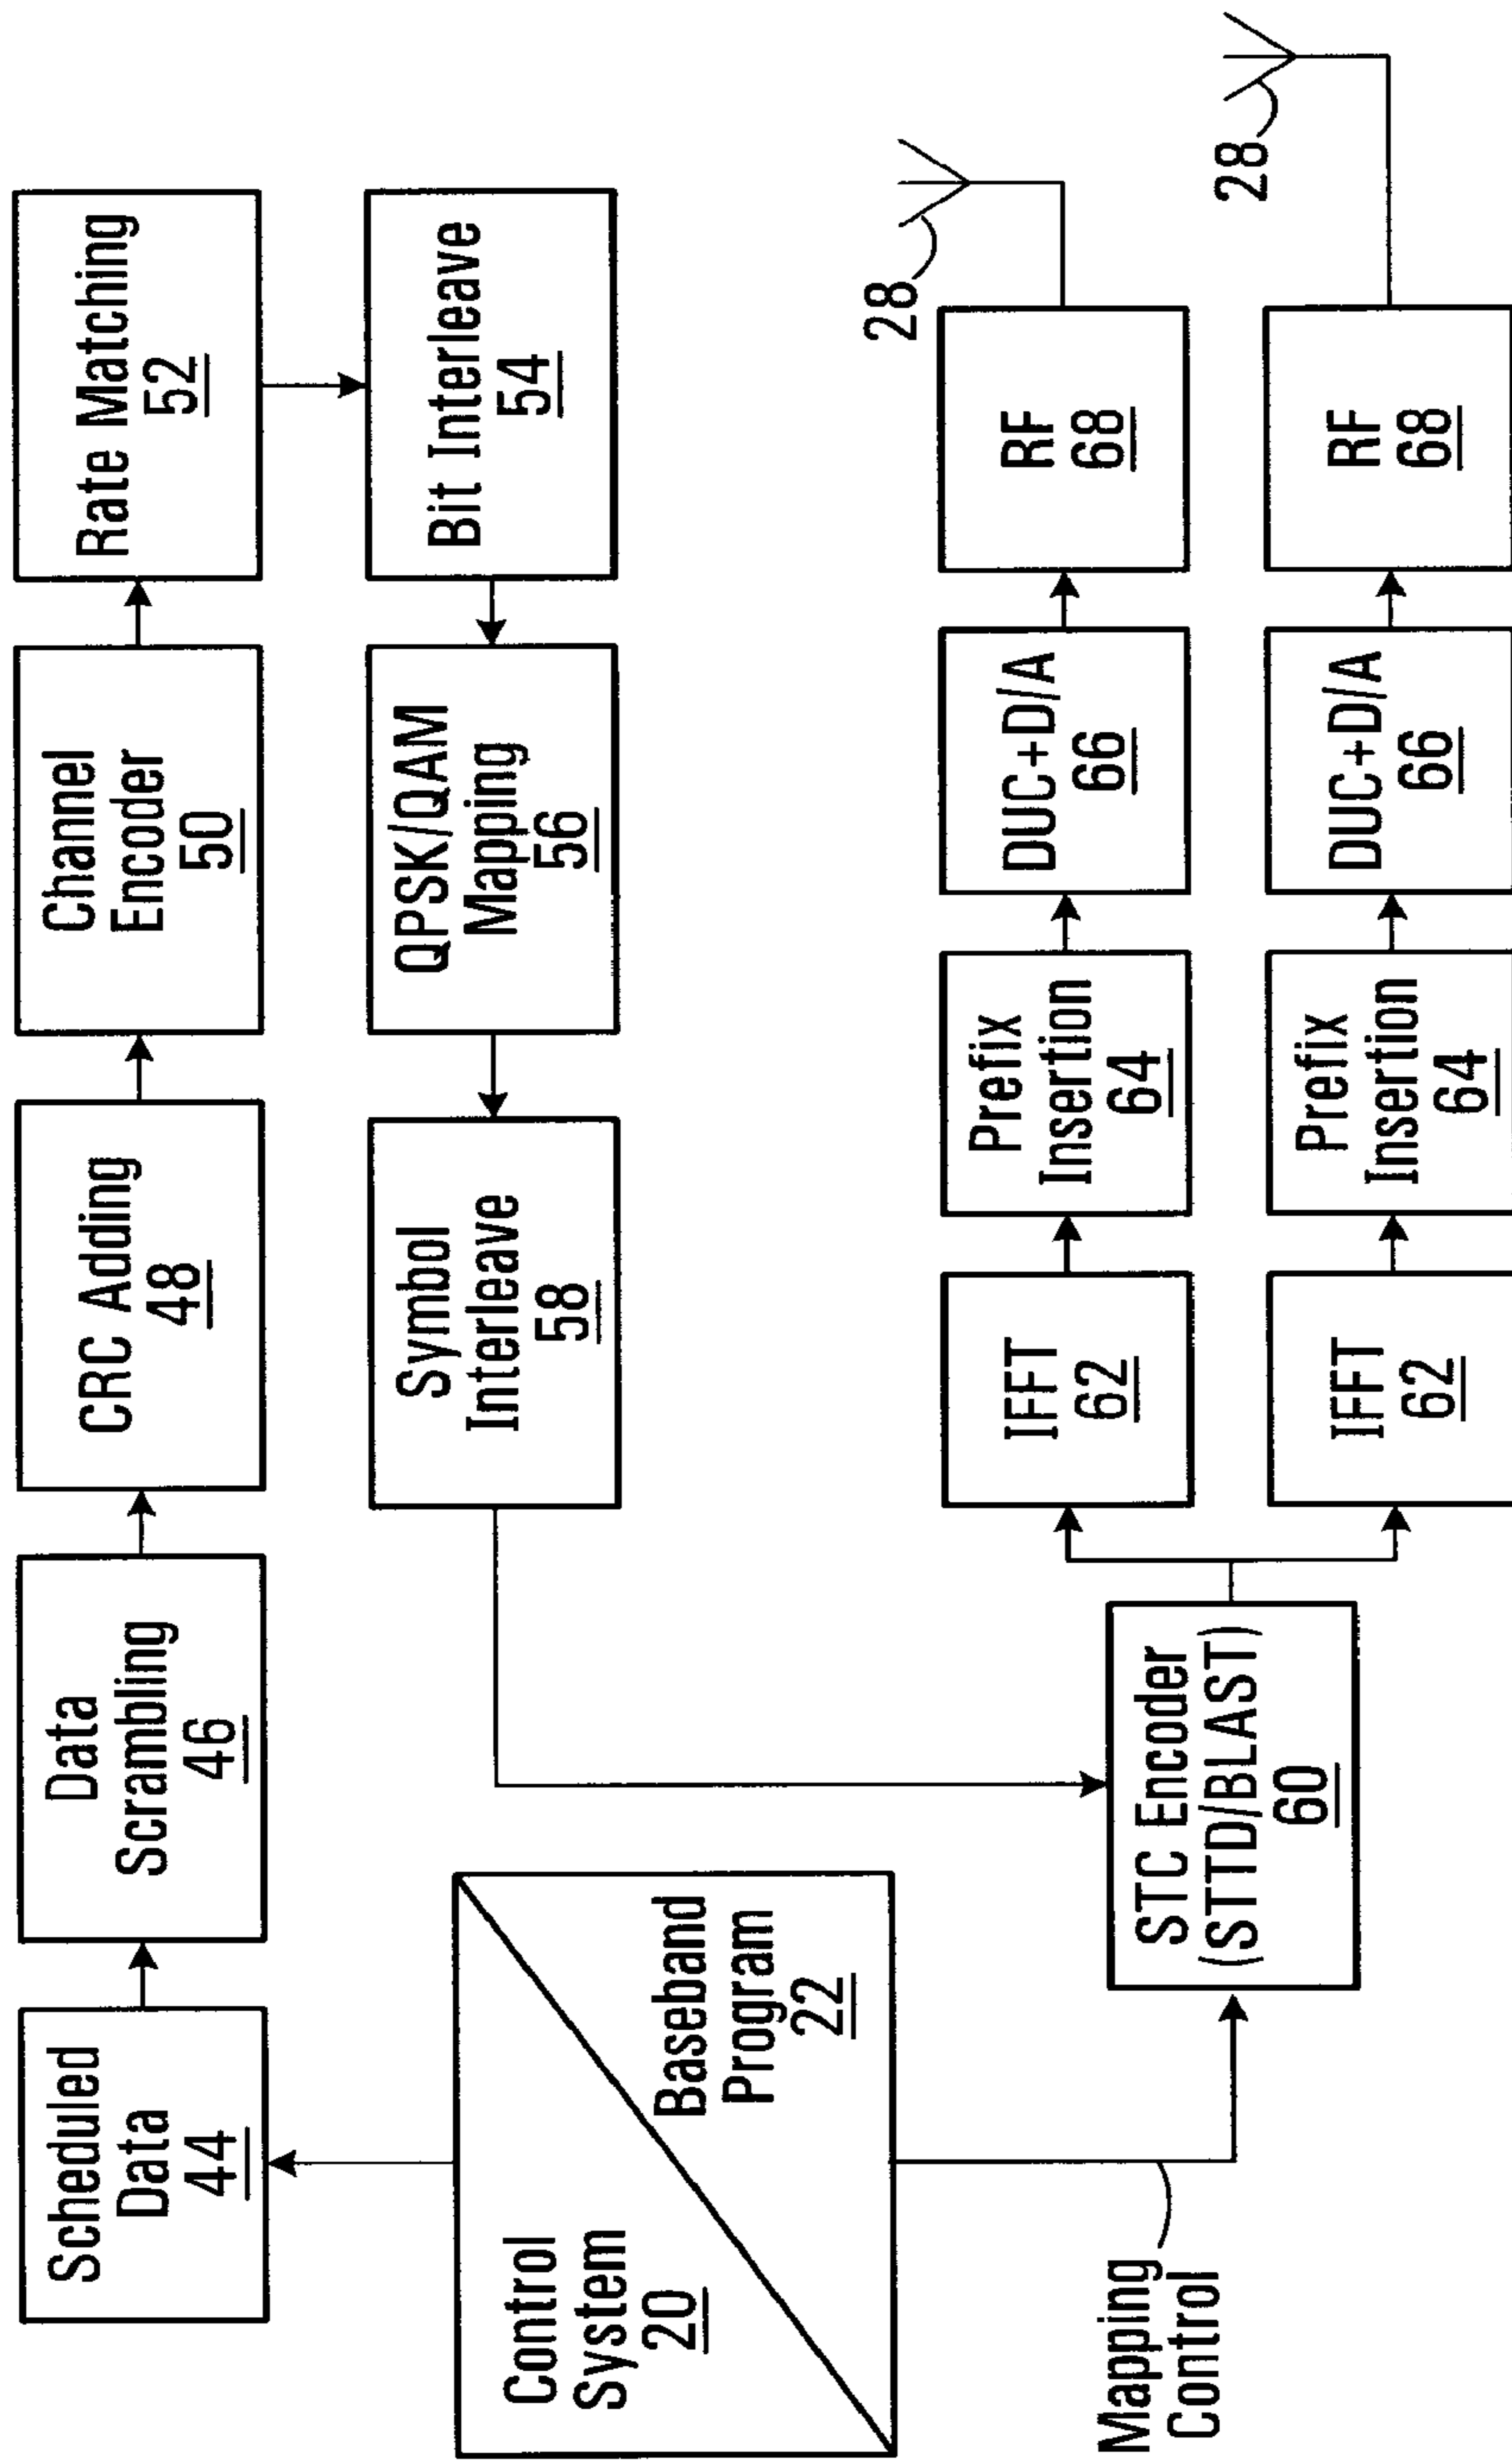 Scheduled
Data
44
Data
Scrambling
46
CRC Adding
48
Channel
Encoder
50
Rate Matching
52
Control
System
20
Baseband
Program
22
Symbol
Interleave
58
QPSK/QAM
Mapping
56
Bit Interleave
54
Mapping
Control
STC Encoder
(STTD/BLAST)
60
IFFT
62
Prefix
Insertion
64
DUC+D/A
66
RF
68
28
IFFT
62
Prefix
Insertion
64
DUC+D/A
66
RF
68
28